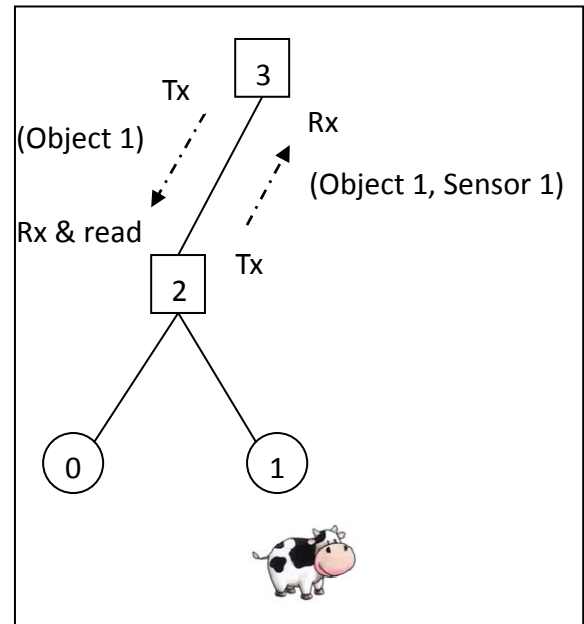 3
Tx
Rx
(Object 1)
(Object 1, Sensor 1)
Rx & read
Tx
2
0
1